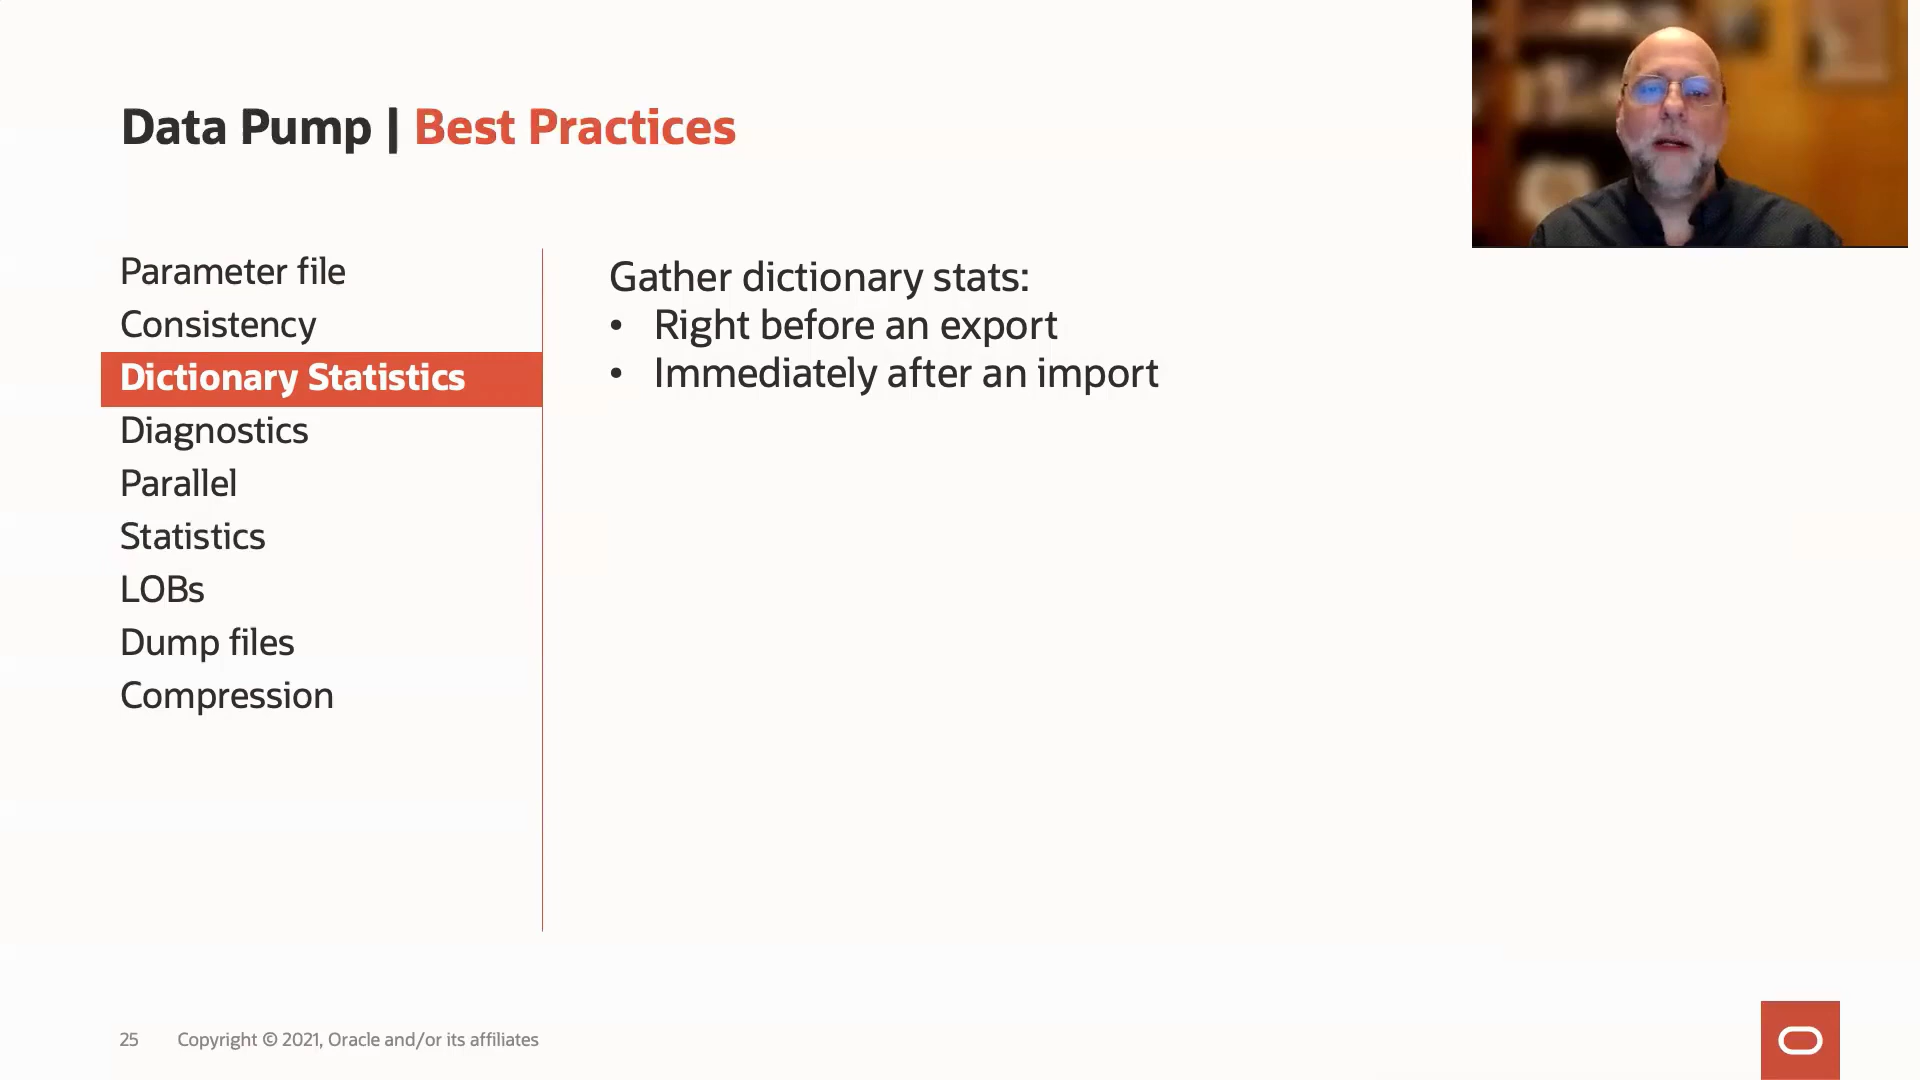 Data Pump | Best Practices
Parameter file
Consistency
Dictionary Statistics
Diagnostics
Parallel
Statistics
LOBs
Dump files
Compression
Gather dictionary stats:
• Right before an export
• Immediately after an import
25 Copyright © 2021, Oracle and/or its affiliates